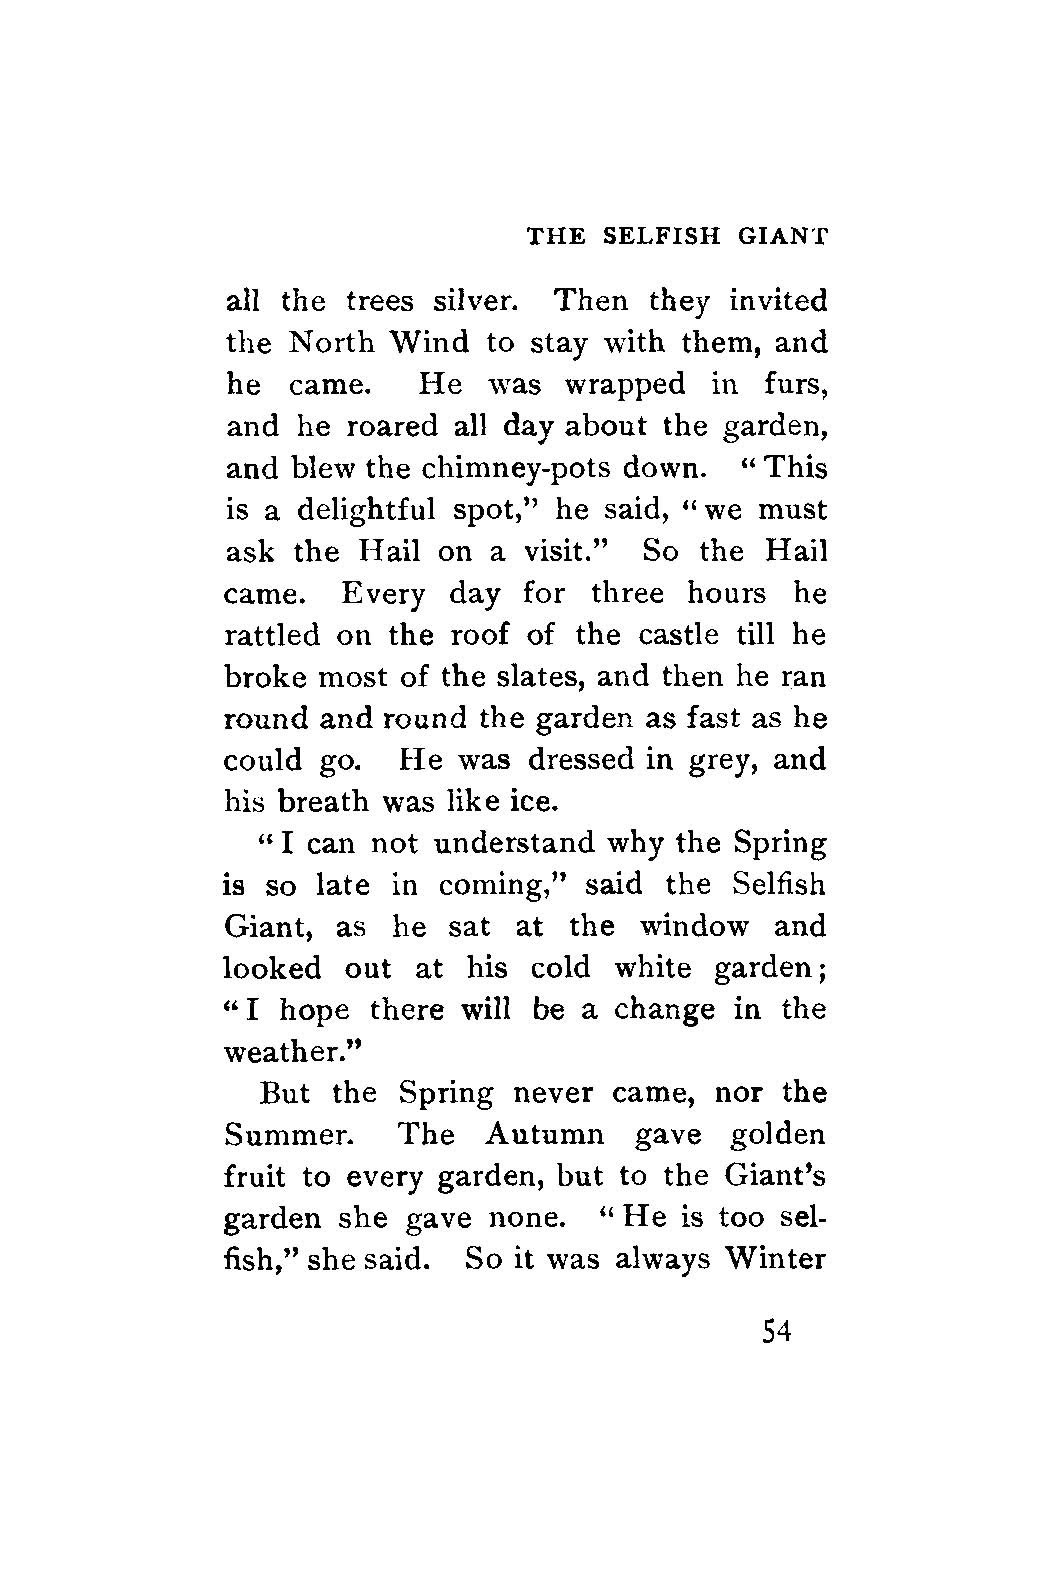 THE SELFISH GIANT
all the trees silver. Then they invited
the North Wind to stay with them, and
he came. He was wrapped in furs,
and he roared all day about the garden,
and blew the chimney-pots down. “ This
is a delightful spot,” he said, “ we must
ask the Hail on a visit.” So the Hail
came. Every day for three hours he
rattled on the roof of the castle till he
broke most of the slates, and then he ran
round and round the garden as fast as he
could go. He was dressed in grey, and
his breath was like ice.
“ I can not understand why the Spring
is so late in coming,” said the Selfish
Giant, as he sat at the window and
looked out at his cold white garden;
“ I hope there will be a change in the
weather.”
But the Spring never came, nor the
Summer. The Autumn gave golden
fruit to every garden, but to the Giant’s
garden she gave none. “ He is too sel-
fish,” she said. So it was always Winter
54